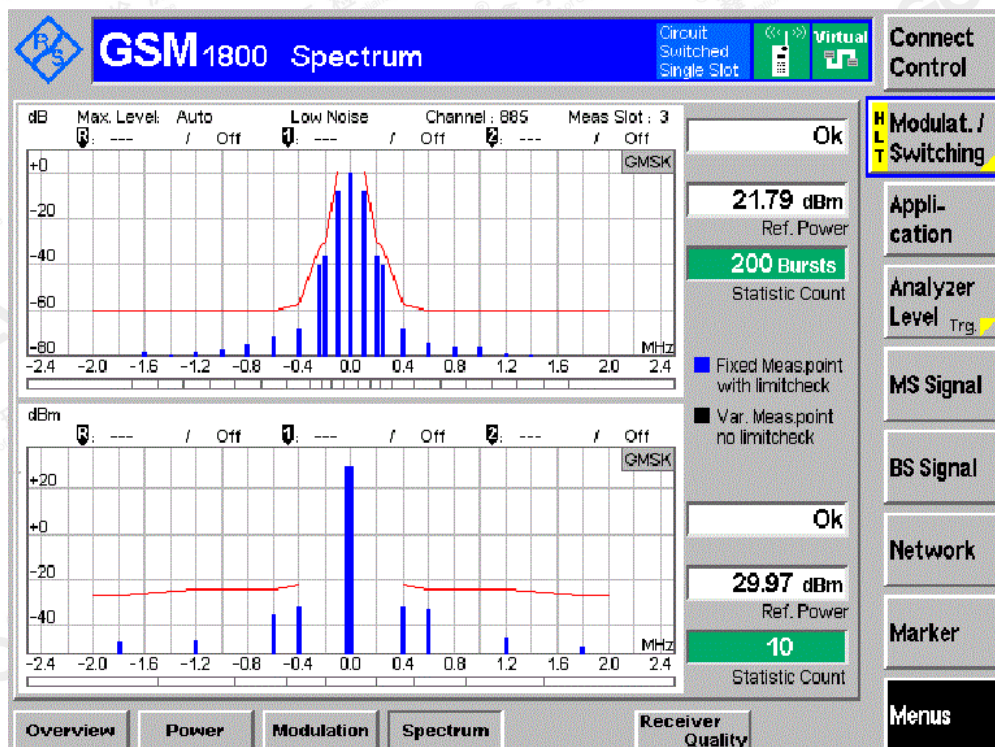 R/S
GSM 1800 Spectrum
Circuit Switched Single Slot
Virtual
Connect Control
dB Max. Level: Auto Low Noise Channel : 885 Meas Slot : 3
R: --- / Off 1: --- / Off 2: --- / Off
GMSK
+0
-20
-40
-60
-80
MHz
-2.4 -2.0 -1.6 -1.2 -0.8 -0.4 0.0 0.4 0.8 1.2 1.6 2.0 2.4
Ok
21.79 dBm
Ref. Power
200 Bursts
Statistic Count
Fixed Meas.point
with limitcheck
Var. Meas.point
no limitcheck
dBm
R: --- / Off 1: --- / Off 2: --- / Off
GMSK
+20
+0
-20
-40
MHz
-2.4 -2.0 -1.6 -1.2 -0.8 -0.4 0.0 0.4 0.8 1.2 1.6 2.0 2.4
Ok
29.97 dBm
Ref. Power
10
Statistic Count
HLT
Modulat. /
Switching
Appli-
cation
Analyzer
Level Trg.
MS Signal
BS Signal
Network
Marker
Menus
Overview
Power
Modulation
Spectrum
Receiver
Quality